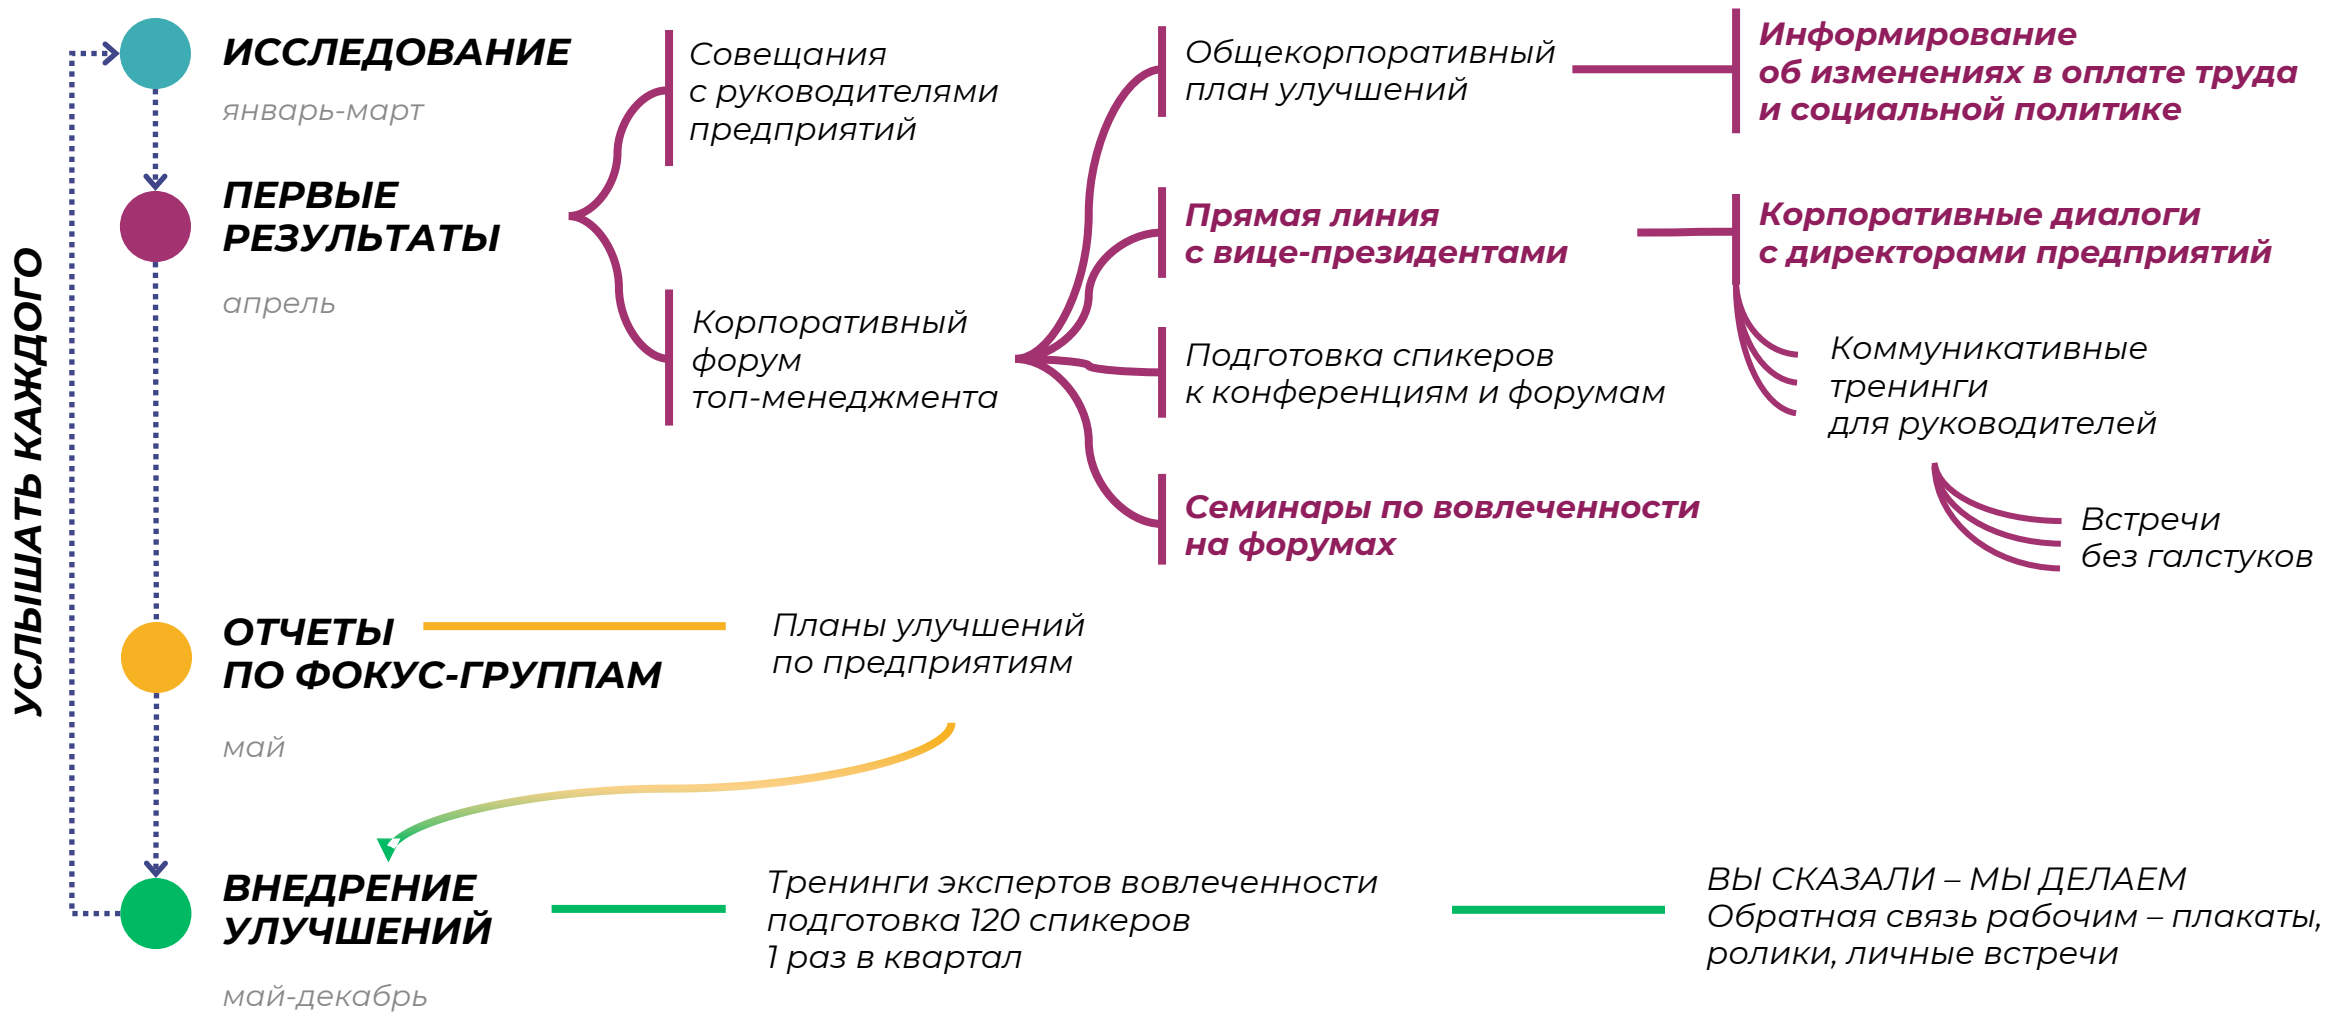 УСЛЫШАТЬ КАЖДОГО
ИССЛЕДОВАНИЕ
январь-март
ПЕРВЫЕ
РЕЗУЛЬТАТЫ
апрель
Совещания
с руководителями
предприятий
Корпоративный
форум
топ-менеджмента
Общекорпоративный
план улучшений
Информирование
об изменениях в оплате труда
и социальной политике
Прямая линия
с вице-президентами
Корпоративные диалоги
с директорами предприятий
Коммуникативные
тренинги
для руководителей
Встречи
без галстуков
Подготовка спикеров
к конференциям и форумам
Семинары по вовлеченности
на форумах
ОТЧЕТЫ
ПО ФОКУС-ГРУППАМ
май
Планы улучшений
по предприятиям
ВНЕДРЕНИЕ
УЛУЧШЕНИЙ
май-декабрь
Тренинги экспертов вовлеченности
подготовка 120 спикеров
1 раз в квартал
ВЫ СКАЗАЛИ – МЫ ДЕЛАЕМ
Обратная связь рабочим – плакаты,
ролики, личные встречи